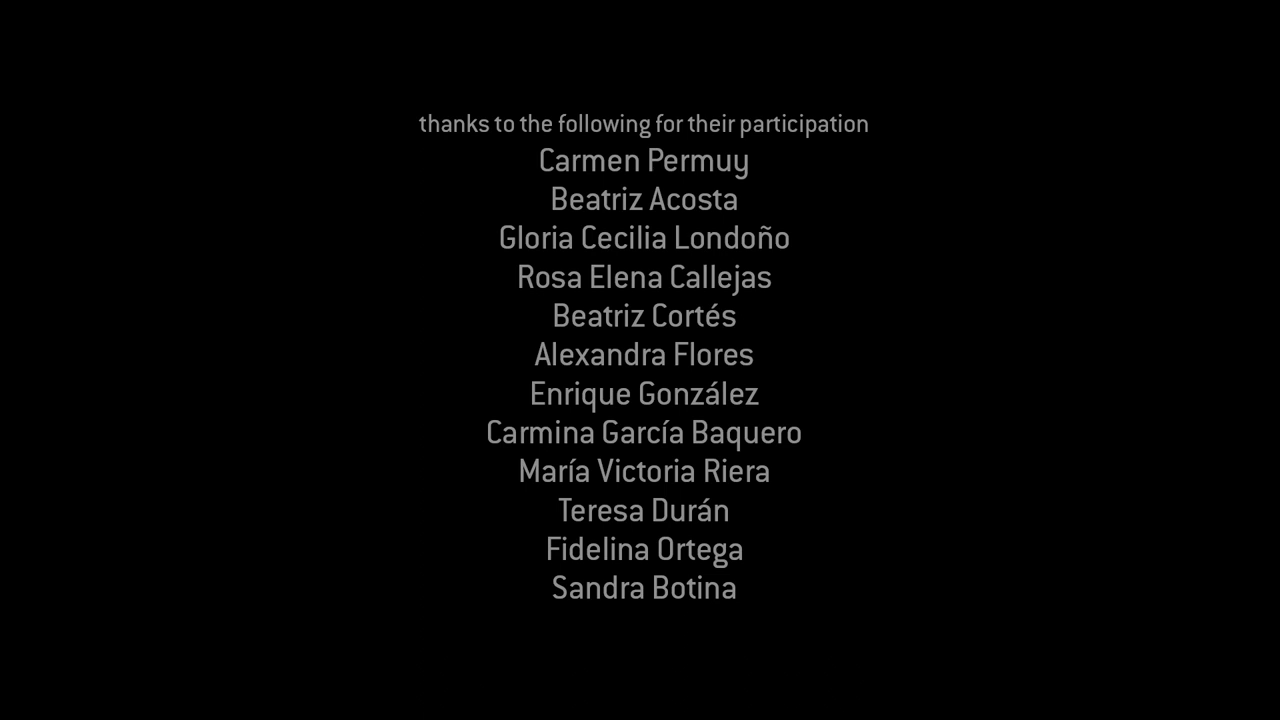 thanks to the following for their participation
Carmen Permuy
Beatriz Acosta
Gloria Cecilia Londoño
Rosa Elena Callejas
Beatriz Cortés
Alexandra Flores
Enrique González
Carmina García Baquero
María Victoria Riera
Teresa Durán
Fidelina Ortega
Sandra Botina